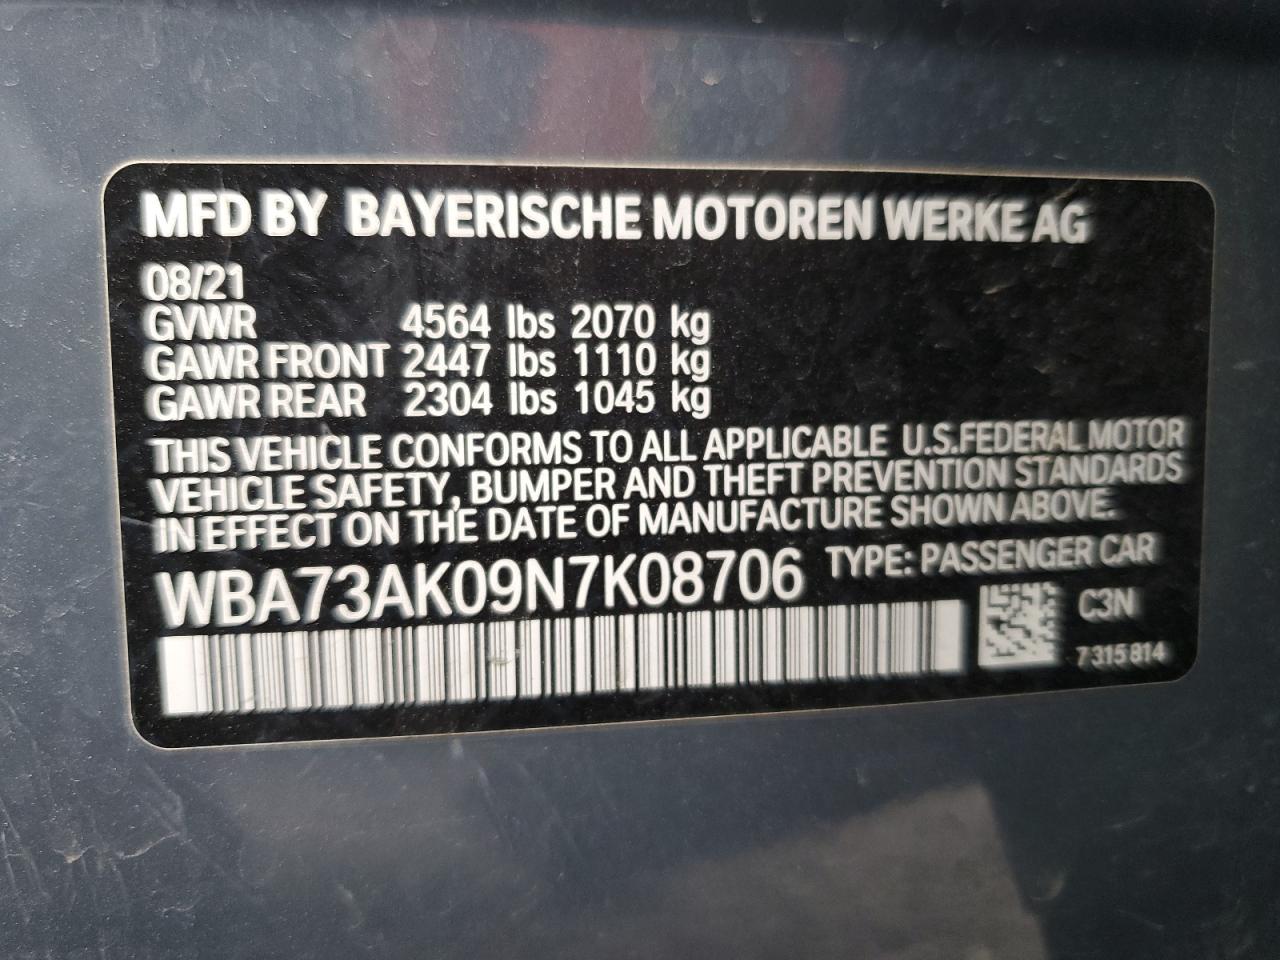 MFD BY BAYERISCHE MOTOREN WERKE AG
08/21
GVWR 4564 lbs 2070 kg
GAWR FRONT 2447 lbs 1110 kg
GAWR REAR 2304 lbs 1045 kg
THIS VEHICLE CONFORMS TO ALL APPLICABLE U.S.FEDERAL MOTOR
VEHICLE SAFETY, BUMPER AND THEFT PREVENTION STANDARDS
IN EFFECT ON THE DATE OF MANUFACTURE SHOWN ABOVE.
WBA73AK09N7K08706 TYPE: PASSENGER CAR
C3N
7 315 814